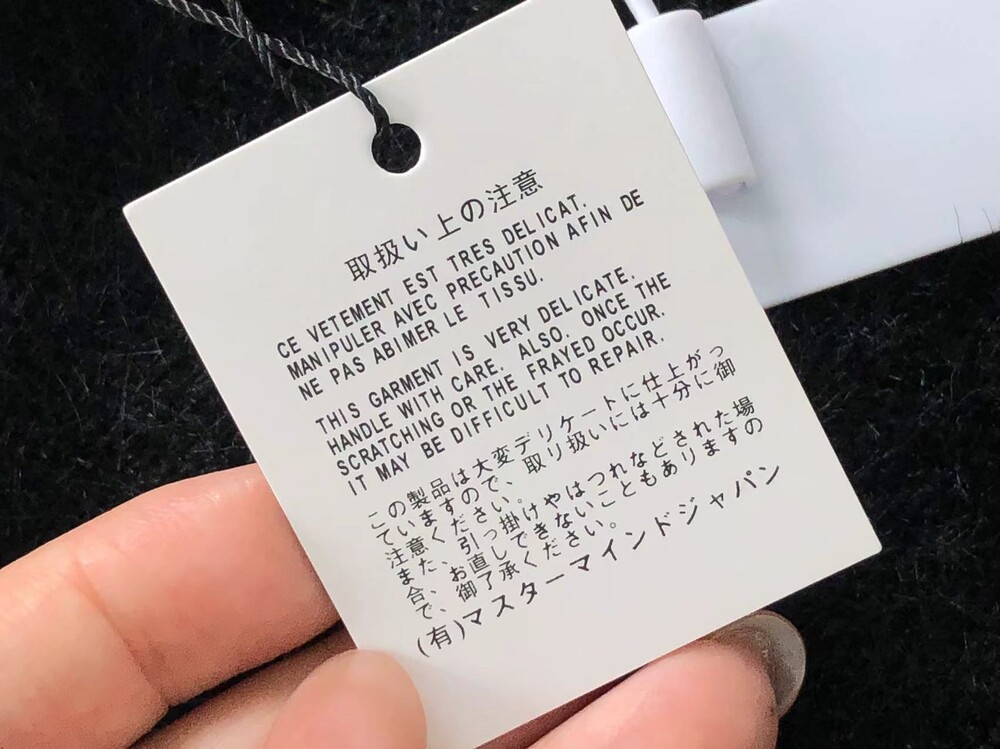 取扱い上の注意
CE VETEMENT EST TRES DELICAT.
MANIPULER AVEC PRECAUTION AFIN DE
NE PAS ABIMER LE TISSU.
THIS GARMENT IS VERY DELICATE.
HANDLE WITH CARE. ALSO. ONCE THE
SCRATCHING OR THE FRAYED OCCUR.
IT MAY BE DIFFICULT TO REPAIR.
この製品は大変デリケートに仕上がっ
ていますので、取り扱いには十分に御
注意ください。
また、引っ掛けやはつれなどされた場
合、お直しできないこともありますの
で、御了承ください。
(有)マスターマインドジャパン